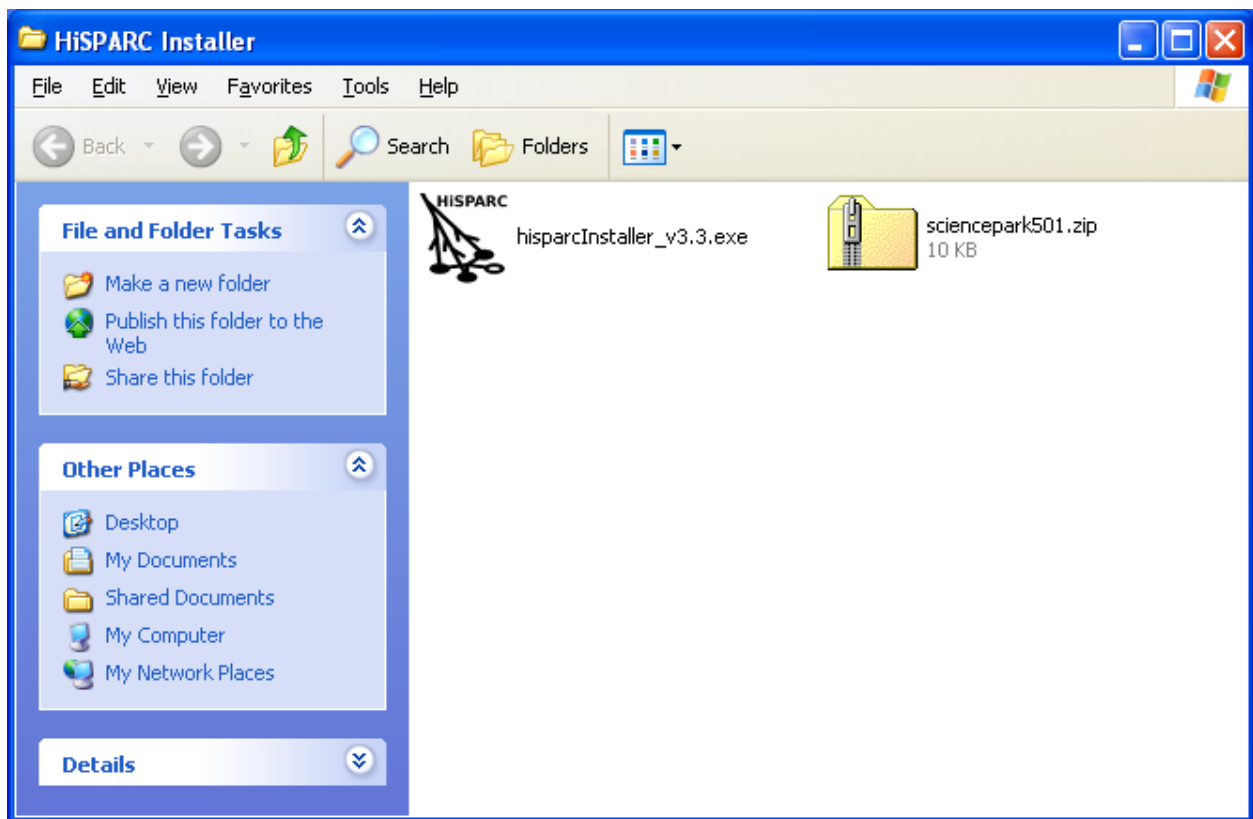 HiSPARC Installer
File Edit View Favorites Tools Help
Back Search Folders
File and Folder Tasks
Make a new folder
Publish this folder to the
Web
Share this folder
Other Places
Desktop
My Documents
Shared Documents
My Computer
My Network Places
Details
HiSPARC
hisparcInstaller_v3.3.exe
sciencepark501.zip
10 KB